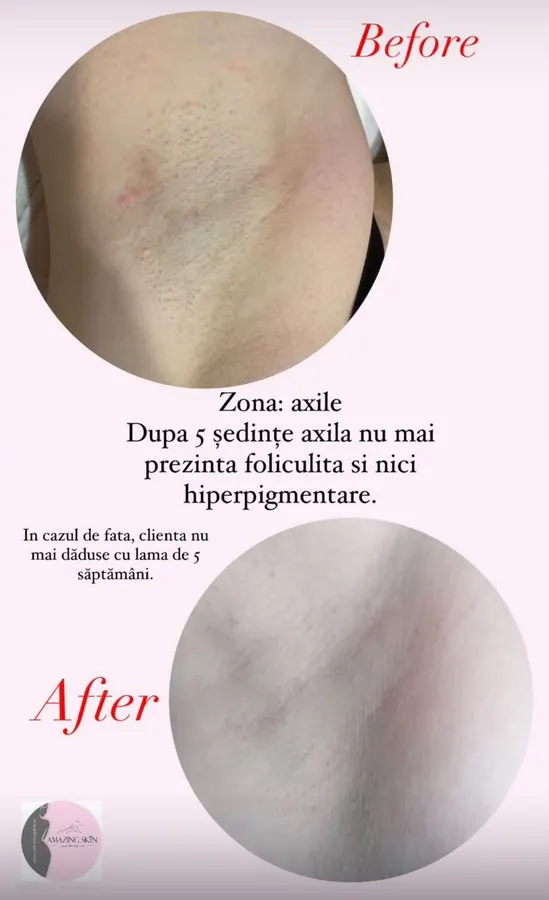 Before
Zona: axile
Dupa 5 ședințe axila nu mai
prezinta foliculita si nici
hiperpigmentare.
In cazul de fata, clienta nu
mai dăduse cu lama de 5
săptămâni.
After
AMAZING SKIN